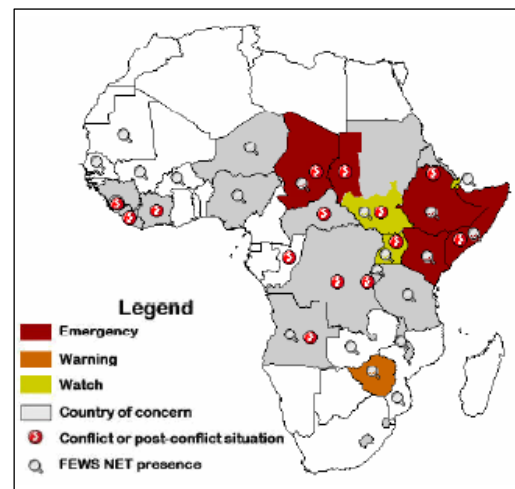 Legend
Emergency
Warning
Watch
Country of concern
Conflict or post-conflict situation
FEWS NET presence